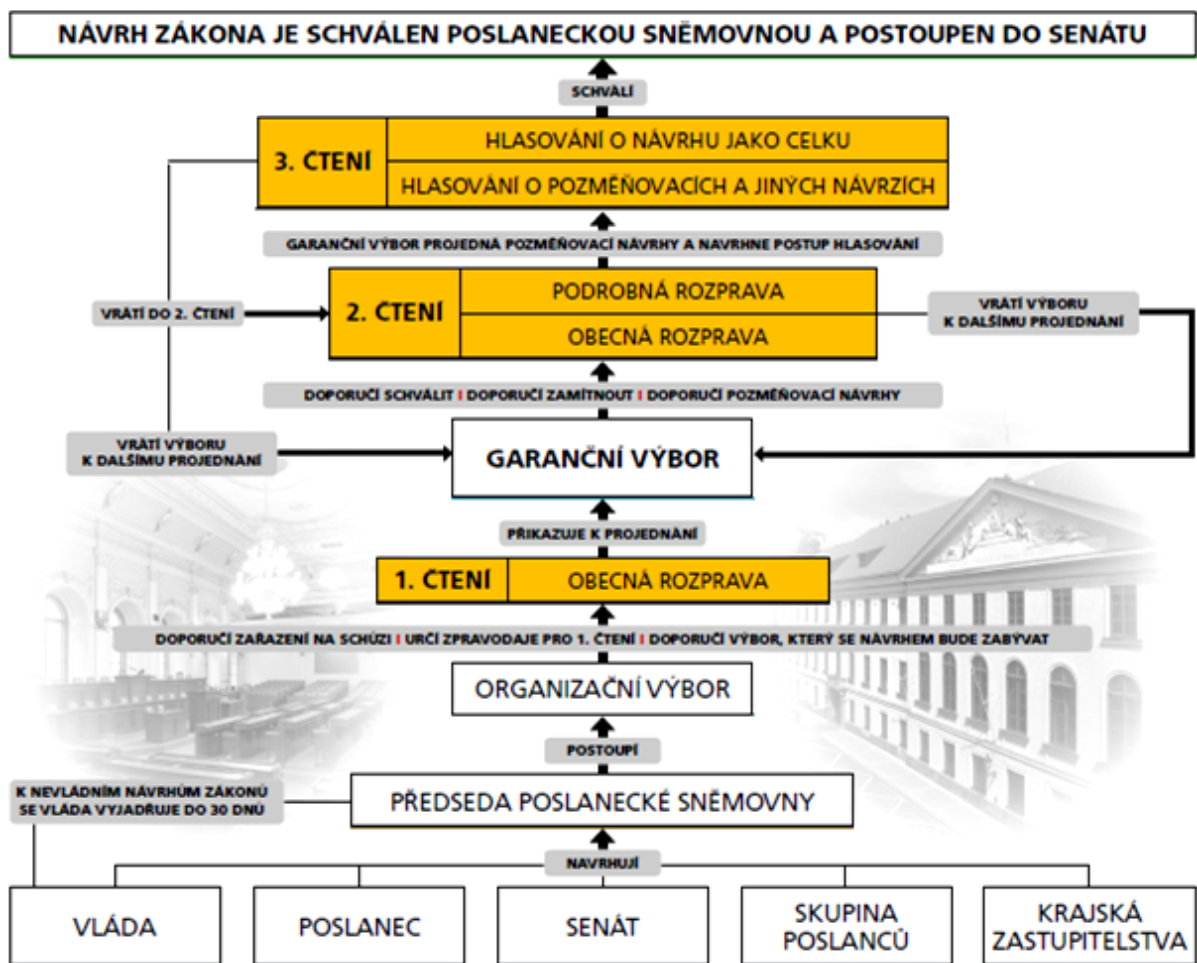 NÁVRH ZÁKONA JE SCHVÁLEN POSLANECKOU SNĚMOVNOU A POSTOUPEN DO SENÁTU
SCHVÁLÍ
3. ČTENÍ
HLASOVÁNÍ O NÁVRHU JAKO CELKU
HLASOVÁNÍ O POZMĚŇOVACÍCH A JINÝCH NÁVRZÍCH
GARANČNÍ VÝBOR PROJEDNÁ POZMĚŇOVACÍ NÁVRHY A NAVRHNE POSTUP HLASOVÁNÍ
VRÁTÍ DO 2. ČTENÍ
2. ČTENÍ
PODROBNÁ ROZPRAVA
OBECNÁ ROZPRAVA
VRÁTÍ VÝBORU
K DALŠÍMU PROJEDNÁNÍ
DOPORUČÍ SCHVÁLIT I DOPORUČÍ ZAMÍTNOUT I DOPORUČÍ POZMĚŇOVACÍ NÁVRHY
VRÁTÍ VÝBORU
K DALŠÍMU PROJEDNÁNÍ
GARANČNÍ VÝBOR
PŘIKAZUJE K PROJEDNÁNÍ
1. ČTENÍ
OBECNÁ ROZPRAVA
DOPORUČÍ ZAŘAZENÍ NA SCHŮZI I URČÍ ZPRAVODAJE PRO 1. ČTENÍ I DOPORUČÍ VÝBOR, KTERÝ SE NÁVRHEM BUDE ZABÝVAT
ORGANIZAČNÍ VÝBOR
POSTOUPÍ
K NEVLÁDNÍM NÁVRHŮM ZÁKONŮ
SE VLÁDA VYJADŘUJE DO 30 DNŮ
PŘEDSEDA POSLANECKÉ SNĚMOVNY
NAVRHUJÍ
VLÁDA
POSLANEC
SENÁT
SKUPINA
POSLANCŮ
KRAJSKÁ
ZASTUPITELSTVA